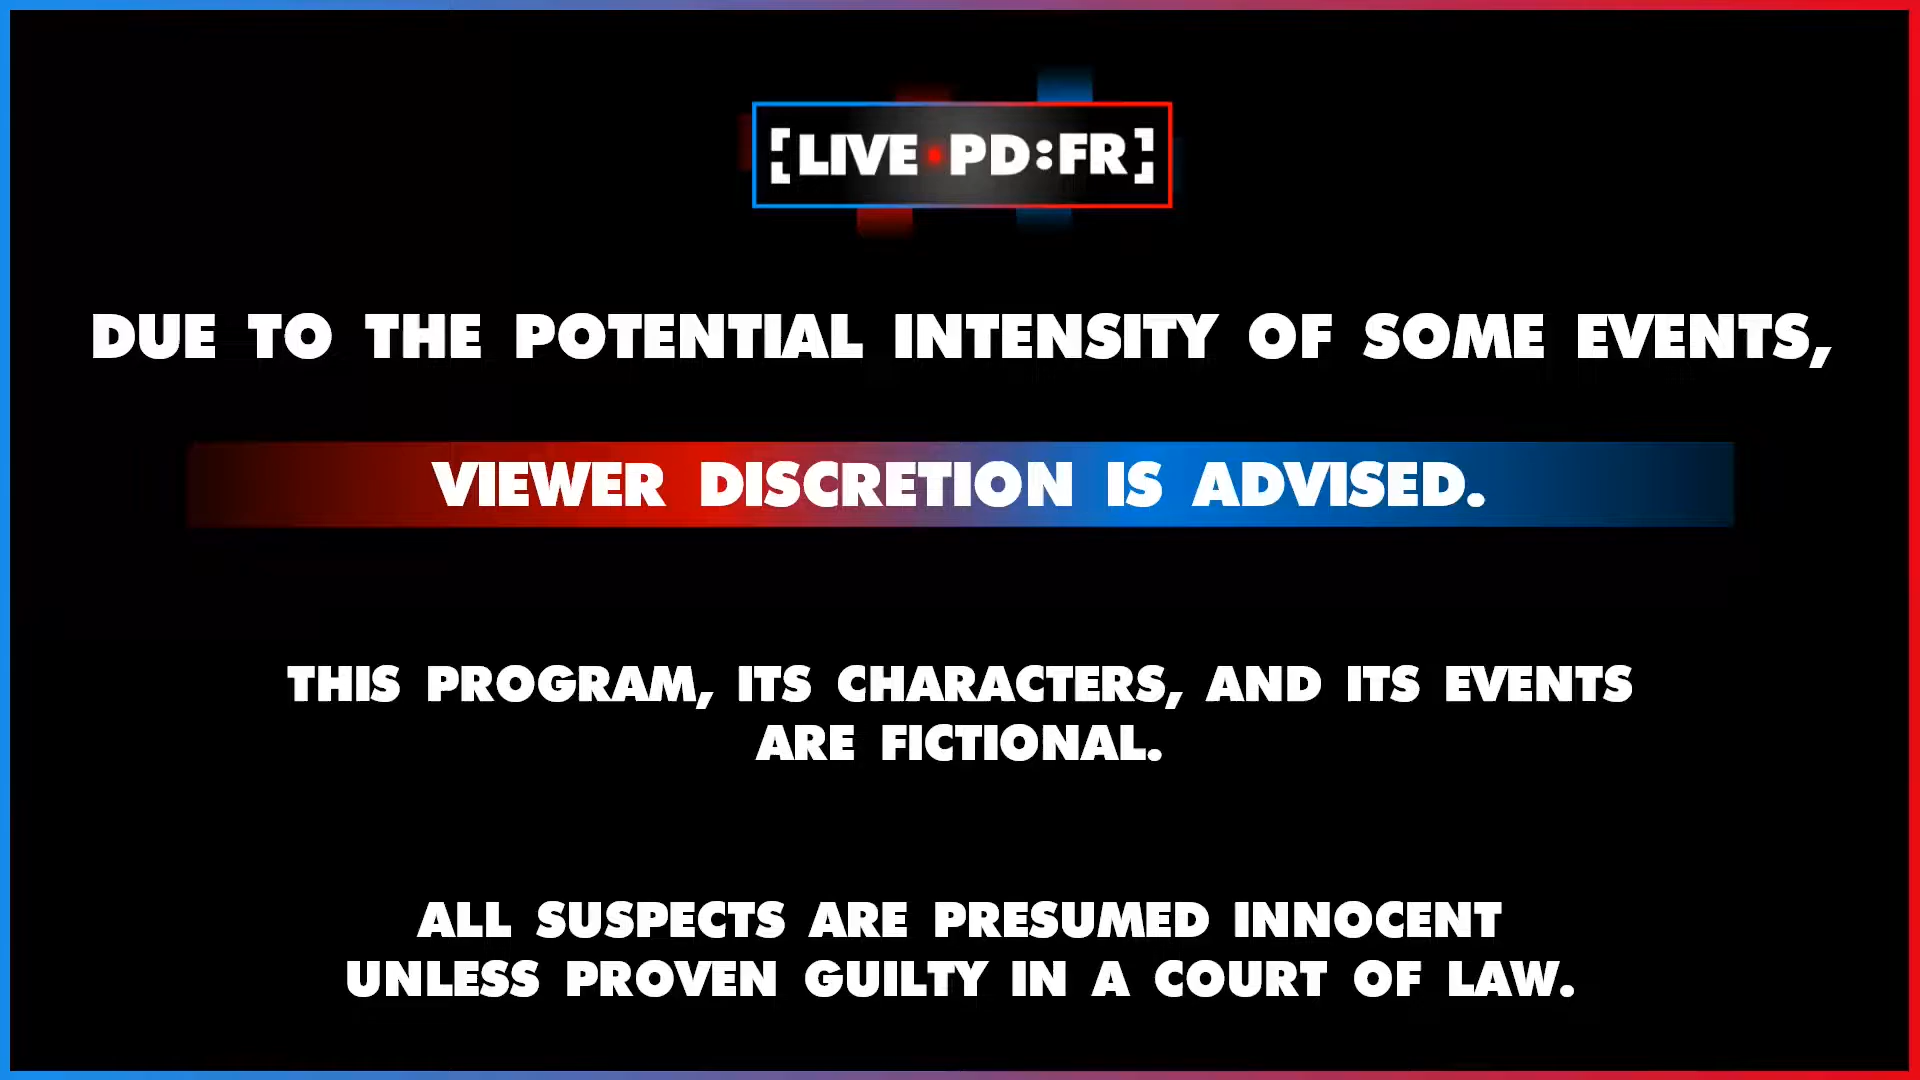 [LIVE•PD:FR]
DUE TO THE POTENTIAL INTENSITY OF SOME EVENTS,
VIEWER DISCRETION IS ADVISED.
THIS PROGRAM, ITS CHARACTERS, AND ITS EVENTS
ARE FICTIONAL.
ALL SUSPECTS ARE PRESUMED INNOCENT
UNLESS PROVEN GUILTY IN A COURT OF LAW.